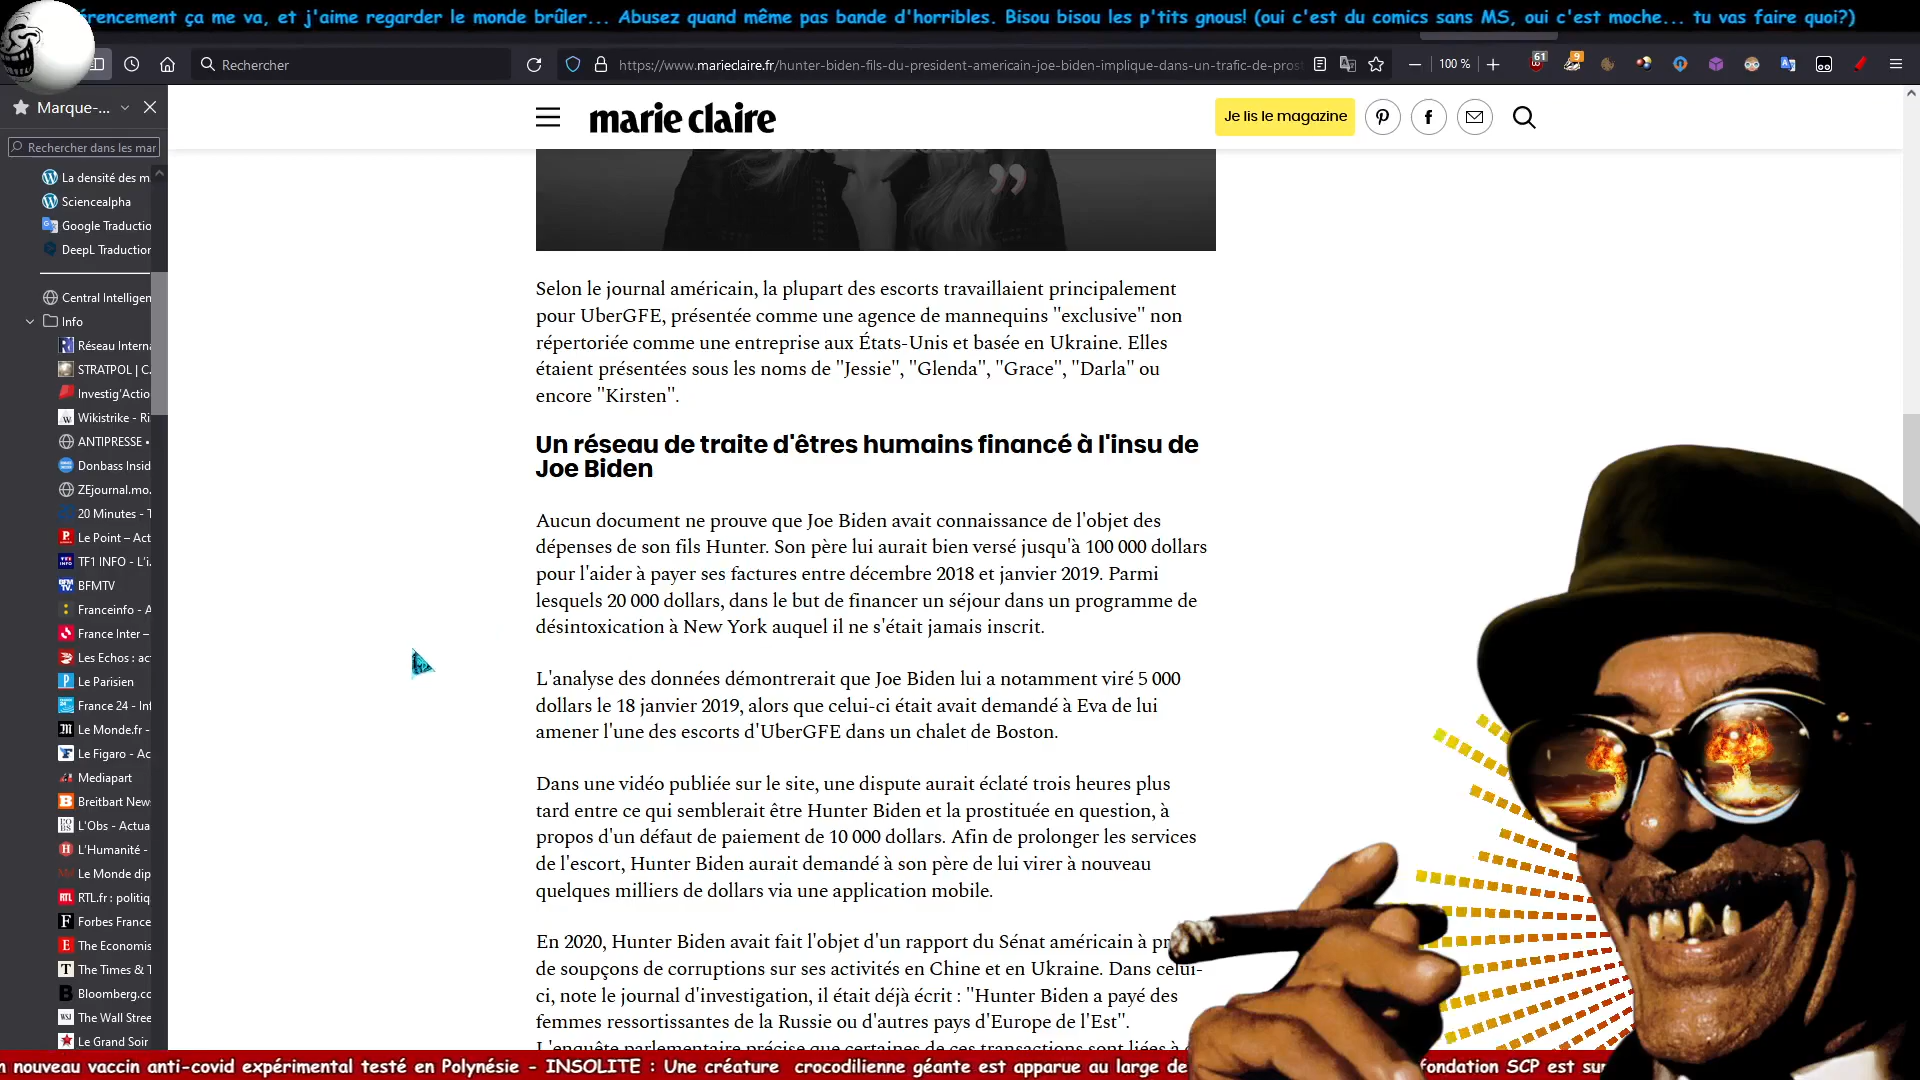 érencement ça me va, et j'aime regarder le monde brûler... Abusez quand même pas bande d'horribles. Bisou bisou les p'tits gnous! (oui c'est du comics sans MS, oui c'est moche... tu vas faire quoi?)
Rechercher
https://www.marieclaire.fr/hunter-biden-fils-du-president-americain-joe-biden-implique-dans-un-trafic-de-prost
100 %
61
9
Marque-...
Rechercher dans les mar
La densité des m
Sciencealpha
Google Traductio
DeepL Traduction
Central Intelligen
Info
Réseau Interna
STRATPOL | C
Investig'Actio
Wikistrike - Ri
ANTIPRESSE •
Donbass Insid
ZEjournal.mo.
20 Minutes - T
Le Point – Act
TF1 INFO - L'i.
BFMTV
Franceinfo - A
France Inter –
Les Echos : ac
Le Parisien
France 24 - Inf
Le Monde.fr -
Le Figaro - Ac
Mediapart
Breitbart News
L'Obs - Actua
L'Humanité -
Le Monde dip
RTL.fr : politiq
Forbes France
The Economis
The Times & T
Bloomberg.co
The Wall Stree
Le Grand Soir
marie claire
Je lis le magazine
Selon le journal américain, la plupart des escorts travaillaient principalement
pour UberGFE, présentée comme une agence de mannequins "exclusive" non
répertoriée comme une entreprise aux États-Unis et basée en Ukraine. Elles
étaient présentées sous les noms de "Jessie", "Glenda", "Grace", "Darla" ou
encore "Kirsten".
Un réseau de traite d'êtres humains financé à l'insu de
Joe Biden
Aucun document ne prouve que Joe Biden avait connaissance de l'objet des
dépenses de son fils Hunter. Son père lui aurait bien versé jusqu'à 100 000 dollars
pour l'aider à payer ses factures entre décembre 2018 et janvier 2019. Parmi
lesquels 20 000 dollars, dans le but de financer un séjour dans un programme de
désintoxication à New York auquel il ne s'était jamais inscrit.
L'analyse des données démontrerait que Joe Biden lui a notamment viré 5 000
dollars le 18 janvier 2019, alors que celui-ci était avait demandé à Eva de lui
amener l'une des escorts d'UberGFE dans un chalet de Boston.
Dans une vidéo publiée sur le site, une dispute aurait éclaté trois heures plus
tard entre ce qui semblerait être Hunter Biden et la prostituée en question, à
propos d'un défaut de paiement de 10 000 dollars. Afin de prolonger les services
de l'escort, Hunter Biden aurait demandé à son père de lui virer à nouveau
quelques milliers de dollars via une application mobile.
En 2020, Hunter Biden avait fait l'objet d'un rapport du Sénat américain à pr
de soupçons de corruptions sur ses activités en Chine et en Ukraine. Dans celui-
ci, note le journal d'investigation, il était déjà écrit : "Hunter Biden a payé des
femmes ressortissantes de la Russie ou d'autres pays d'Europe de l'Est".
L'enquête parlementaire précise que certaines de ces transactions sont liées à
n nouveau vaccin anti-covid expérimental testé en Polynésie - INSOLITE : Une créature crocodilienne géante est apparue au large de
fondation SCP est su